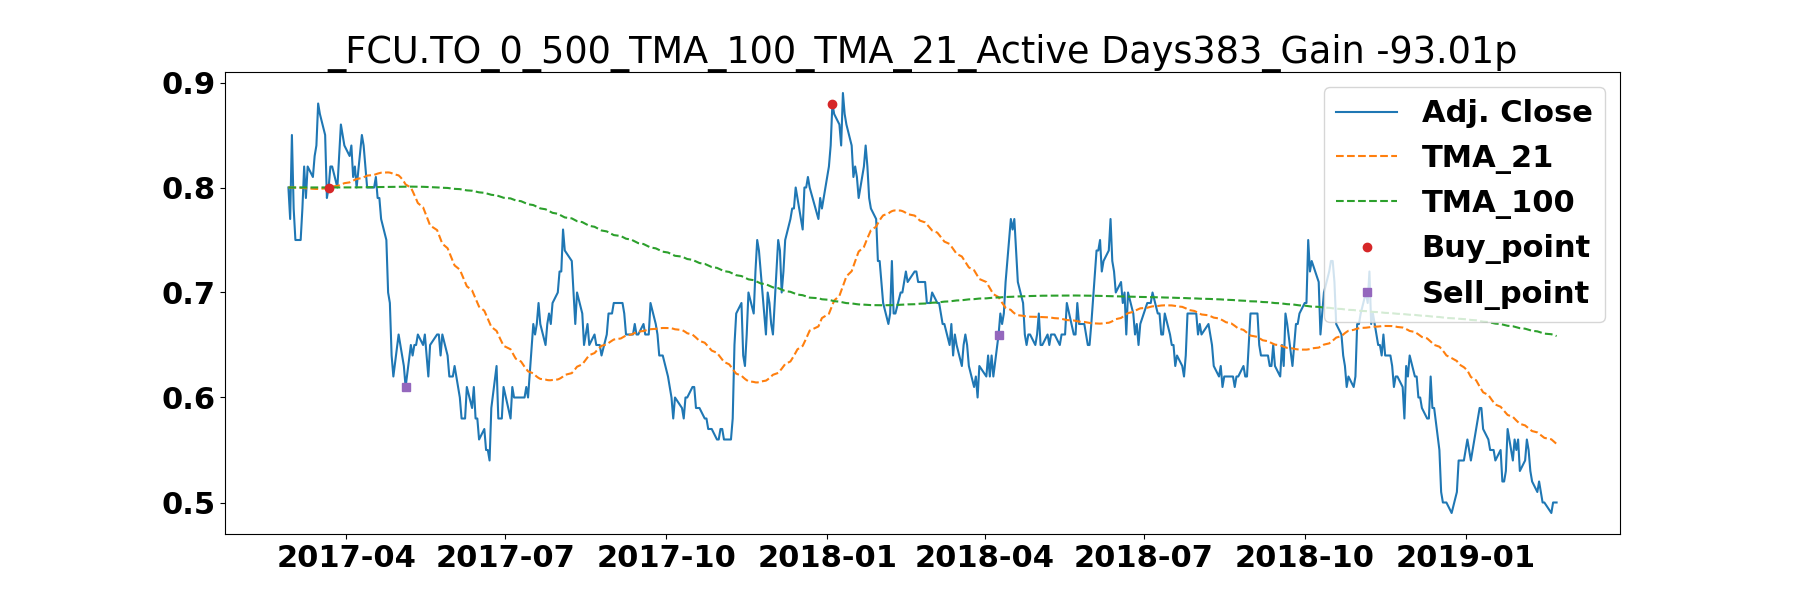 _FCU.TO_0_500_TMA_100_TMA_21_Active Days383_Gain -93.01p
0.9
0.8
0.7
0.6
0.5
Adj. Close
TMA_21
TMA_100
Buy_point
Sell_point
2017-04 2017-07 2017-10 2018-01 2018-04 2018-07 2018-10 2019-01